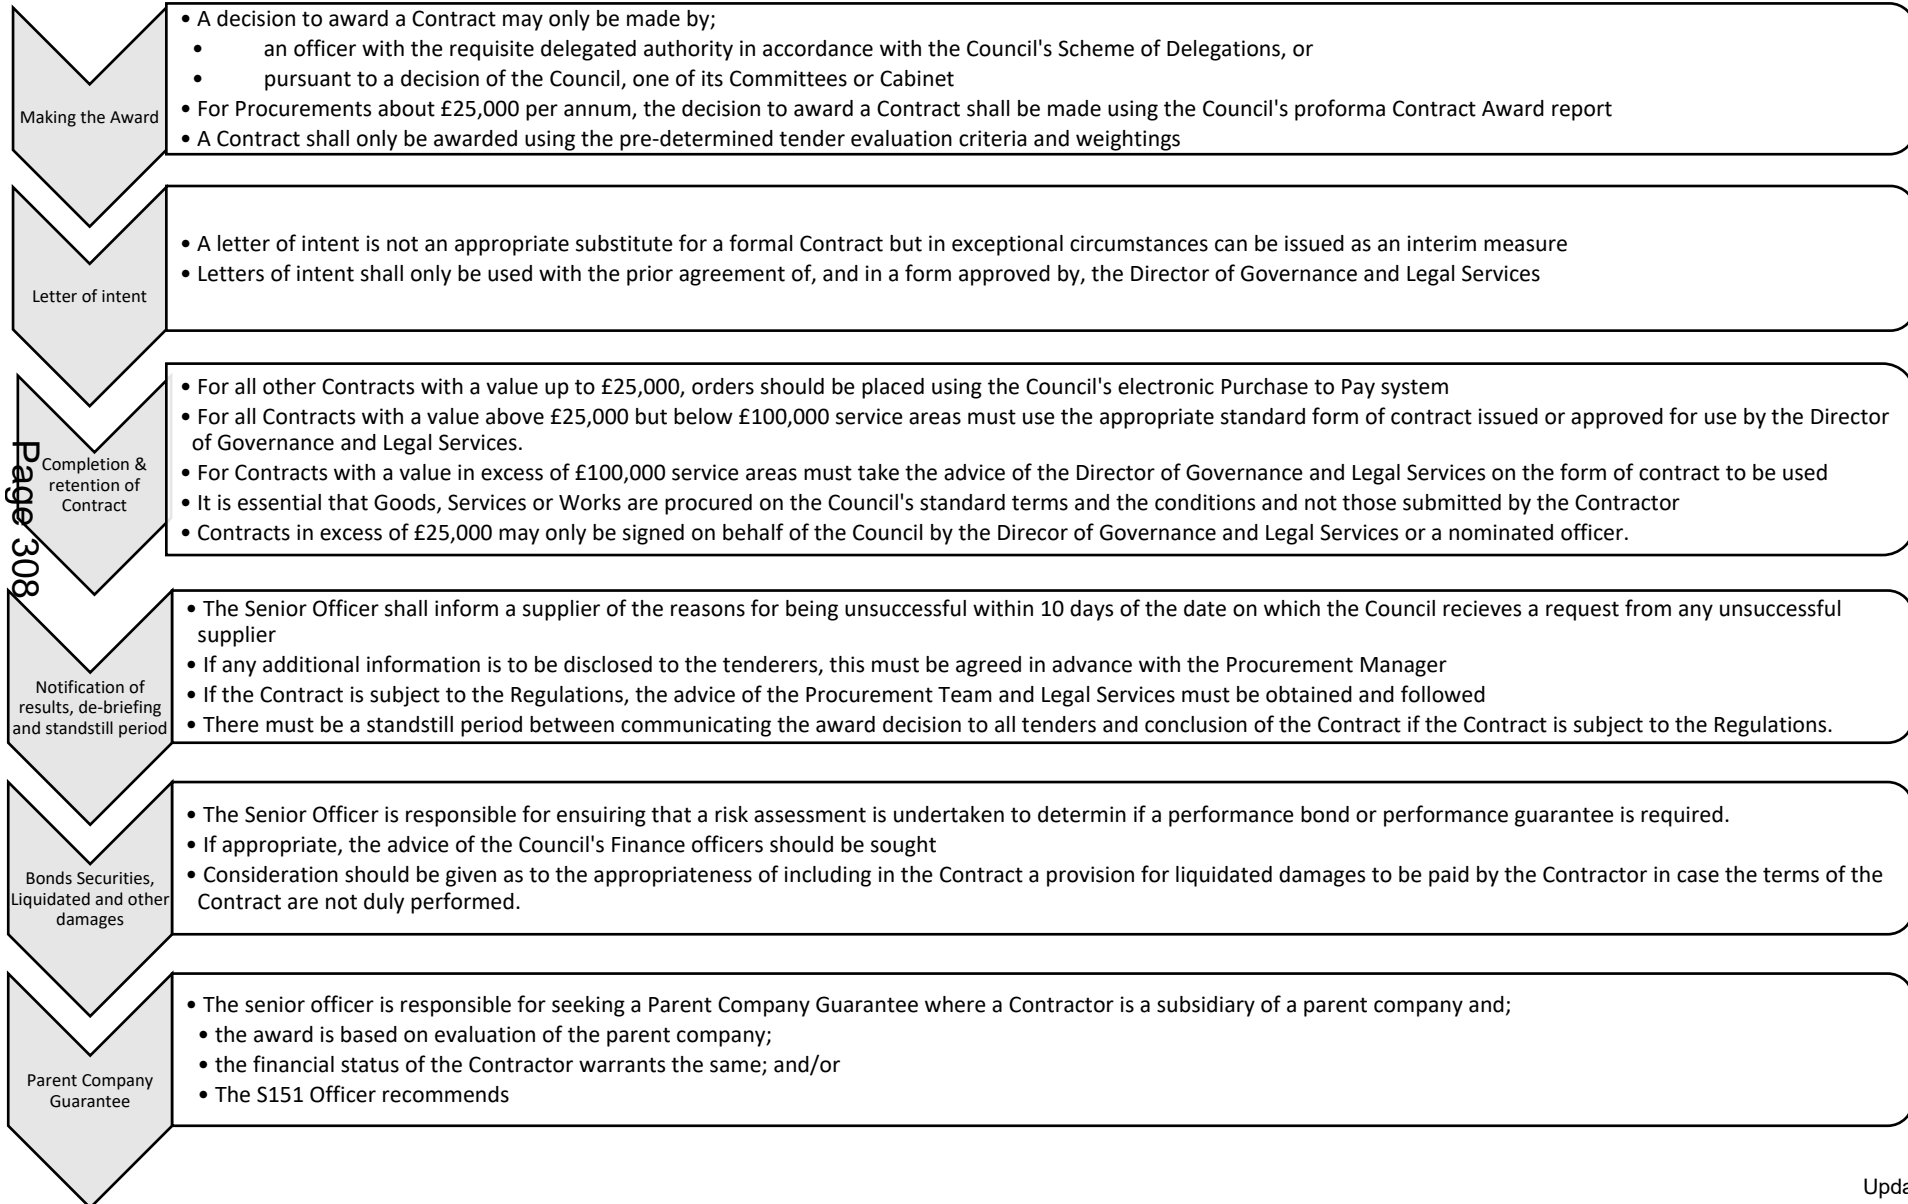 Making the Award
• A decision to award a Contract may only be made by;
• an officer with the requisite delegated authority in accordance with the Council's Scheme of Delegations, or
• pursuant to a decision of the Council, one of its Committees or Cabinet
• For Procurements about £25,000 per annum, the decision to award a Contract shall be made using the Council's proforma Contract Award report
• A Contract shall only be awarded using the pre-determined tender evaluation criteria and weightings
Letter of intent
• A letter of intent is not an appropriate substitute for a formal Contract but in exceptional circumstances can be issued as an interim measure
• Letters of intent shall only be used with the prior agreement of, and in a form approved by, the Director of Governance and Legal Services
Completion &
retention of
Contract
• For all other Contracts with a value up to £25,000, orders should be placed using the Council's electronic Purchase to Pay system
• For all Contracts with a value above £25,000 but below £100,000 service areas must use the appropriate standard form of contract issued or approved for use by the Director
of Governance and Legal Services.
• For Contracts with a value in excess of £100,000 service areas must take the advice of the Director of Governance and Legal Services on the form of contract to be used
• It is essential that Goods, Services or Works are procured on the Council's standard terms and the conditions and not those submitted by the Contractor
• Contracts in excess of £25,000 may only be signed on behalf of the Council by the Direcor of Governance and Legal Services or a nominated officer.
Page 308
Notification of
results, de-briefing
and standstill period
• The Senior Officer shall inform a supplier of the reasons for being unsuccessful within 10 days of the date on which the Council recieves a request from any unsuccessful
supplier
• If any additional information is to be disclosed to the tenderers, this must be agreed in advance with the Procurement Manager
• If the Contract is subject to the Regulations, the advice of the Procurement Team and Legal Services must be obtained and followed
• There must be a standstill period between communicating the award decision to all tenders and conclusion of the Contract if the Contract is subject to the Regulations.
Bonds Securities,
Liquidated and other
damages
• The Senior Officer is responsible for ensuiring that a risk assessment is undertaken to determin if a performance bond or performance guarantee is required.
• If appropriate, the advice of the Council's Finance officers should be sought
• Consideration should be given as to the appropriateness of including in the Contract a provision for liquidated damages to be paid by the Contractor in case the terms of the
Contract are not duly performed.
Parent Company
Guarantee
• The senior officer is responsible for seeking a Parent Company Guarantee where a Contractor is a subsidiary of a parent company and;
• the award is based on evaluation of the parent company;
• the financial status of the Contractor warrants the same; and/or
• The S151 Officer recommends